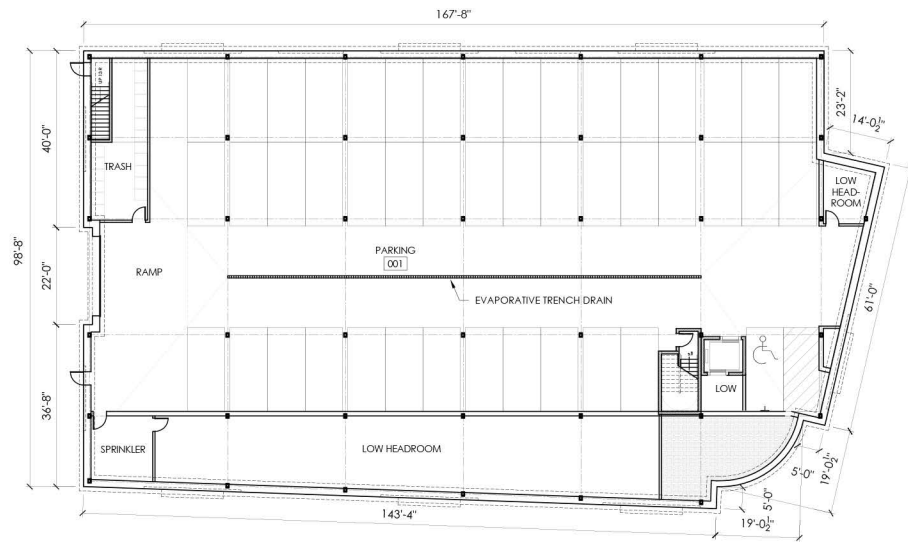 167'-8"
23'-2"
14'-0½"
40'-0"
UP 13 R
TRASH
LOW
HEAD-
ROOM
98'-8"
22'-0"
RAMP
PARKING
001
EVAPORATIVE TRENCH DRAIN
61'-0"
36'-8"
LOW
SPRINKLER
LOW HEADROOM
5'-0"
19'-0½"
5'-0"
19'-0½"
143'-4"